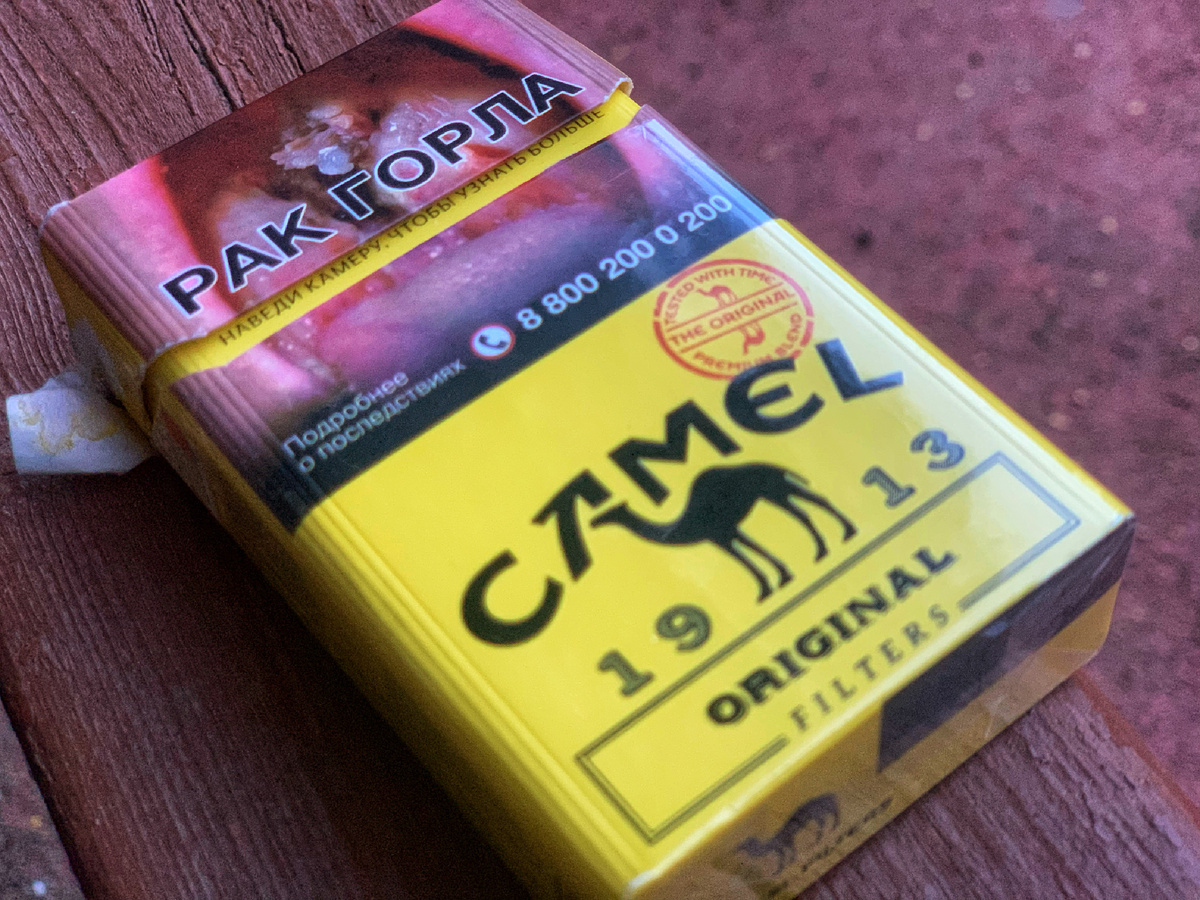 РАК ГОРЛА
НАВЕДИ КАМЕРУ, ЧТОБЫ УЗНАТЬ БОЛЬШЕ
Подробнее
о последствиях
8 800 200 0 200
TESTED WITH TIME
THE ORIGINAL
PREMIUM BLEND
CAMEL
19 13
ORIGINAL
FILTERS